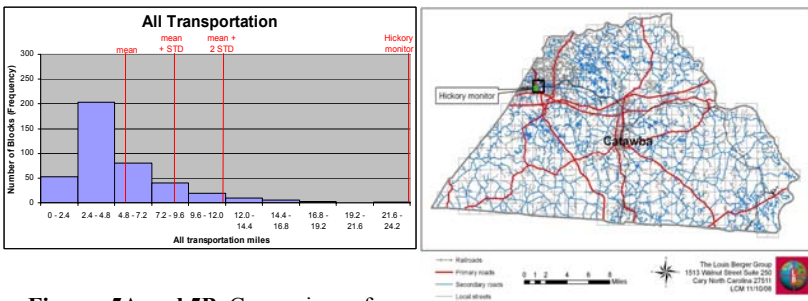 All Transportation
mean
mean
+ STD
mean +
2 STD
Hickory
monitor
Number of Blocks (Frequency)
300
250
200
150
100
50
0
0 - 2.4
2.4 - 4.8
4.8 - 7.2
7.2 - 9.6
9.6 - 12.0
12.0 -
14.4
14.4 -
16.8
16.8 -
19.2
19.2 -
21.6
21.6 -
24.2
All transportation miles
Hickory monitor
Catawba
Railroads
Primary roads
Secondary roads
Local streets
0 1 2 4 6 8
Miles
The Louis Berger Group
1513 Walnut Street Suite 250
Cary North Carolina 27511
LCM 11/10/06